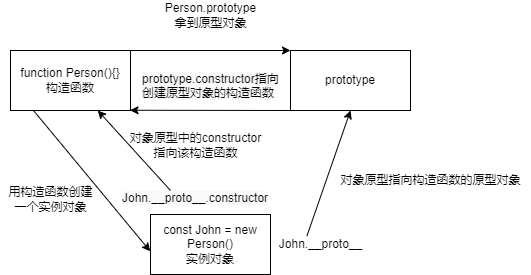 Person.prototype
拿到原型对象
function Person(){}
构造函数
prototype.constructor指向
创建原型对象的构造函数
prototype
对象原型中的constructor
指向该构造函数
用构造函数创建
一个实例对象
对象原型指向构造函数的原型对象
John.__proto__.constructor
const John = new
Person()
实例对象
John.__proto__